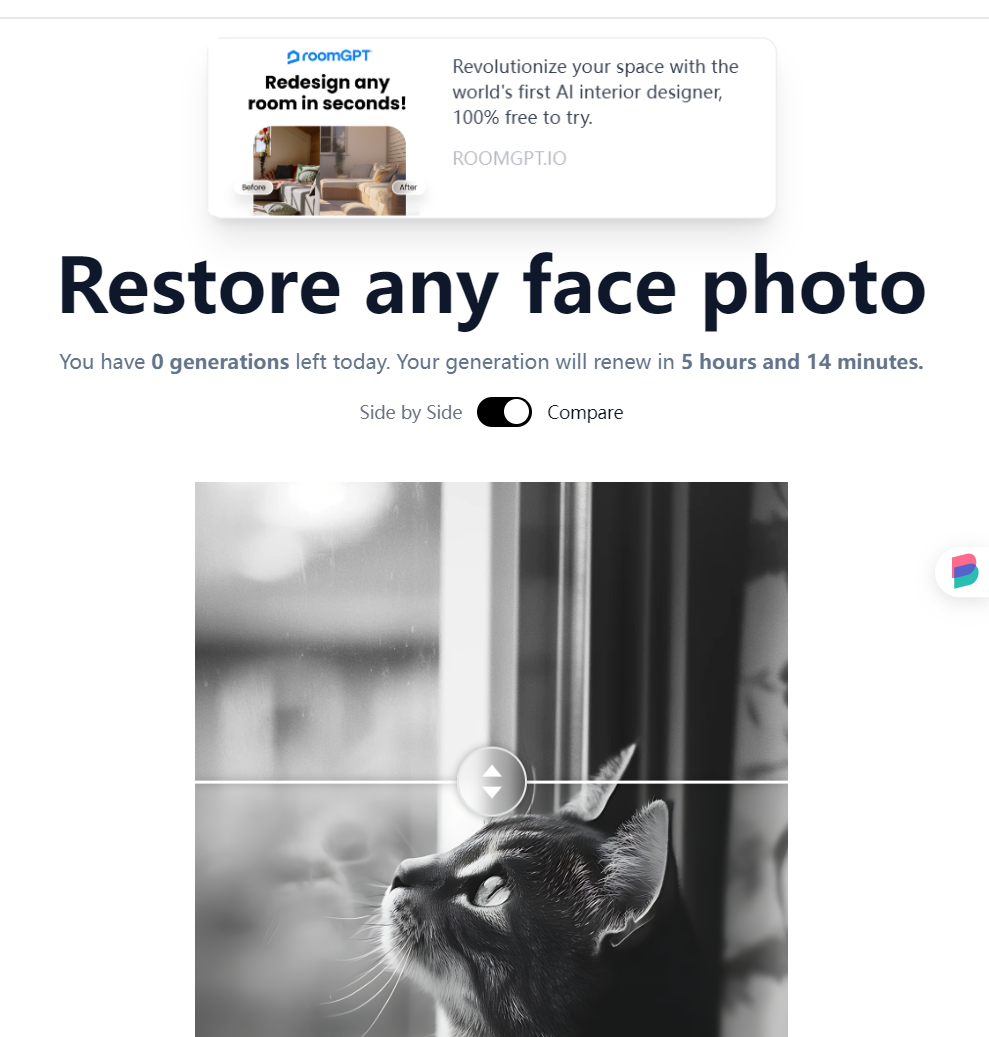 roomGPT
Redesign any
room in seconds!
Before
After
Revolutionize your space with the
world's first AI interior designer,
100% free to try.
ROOMGPT.IO
Restore any face photo
You have 0 generations left today. Your generation will renew in 5 hours and 14 minutes.
Side by Side Compare